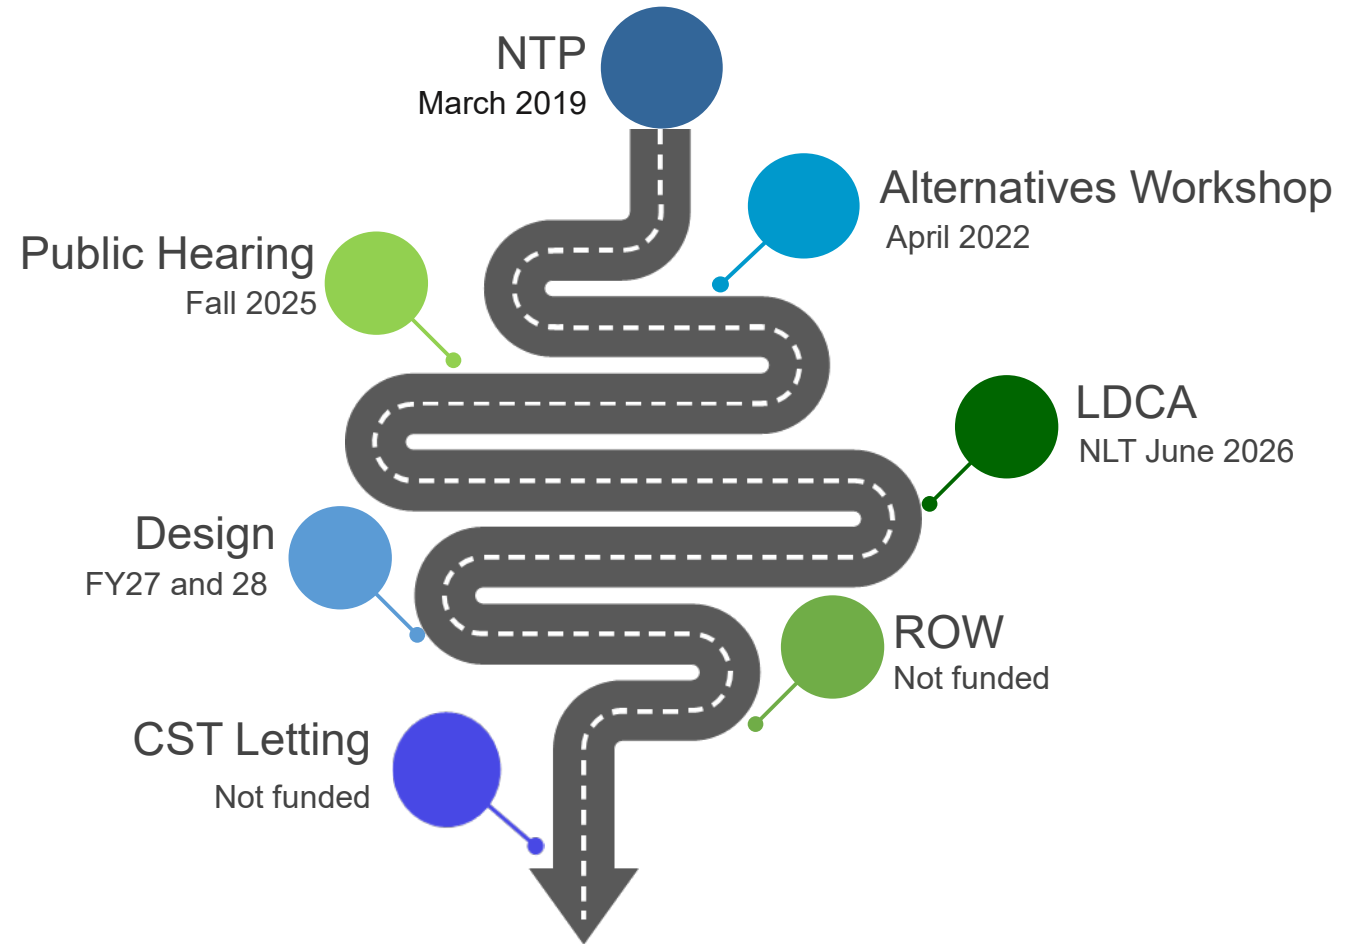 NTP
March 2019
Alternatives Workshop
April 2022
Public Hearing
Fall 2025
LDCA
NLT June 2026
Design
FY27 and 28
ROW
Not funded
CST Letting
Not funded